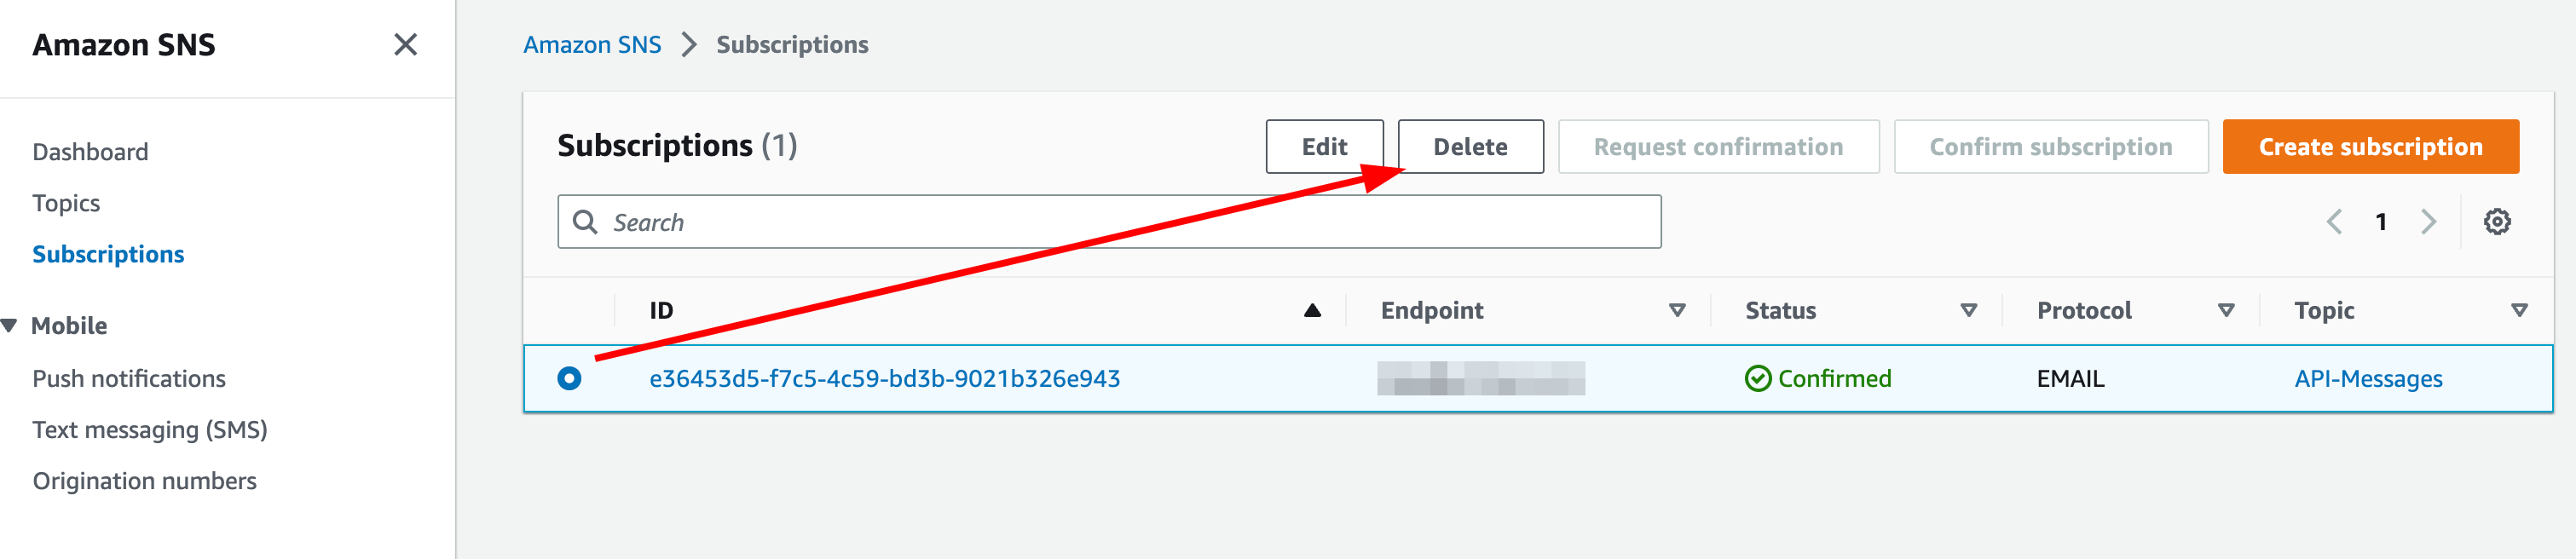 Amazon SNS
Dashboard
Topics
Subscriptions
Mobile
Push notifications
Text messaging (SMS)
Origination numbers
Amazon SNS > Subscriptions
Subscriptions (1)
Edit
Delete
Request confirmation
Confirm subscription
Create subscription
Search
1
ID Endpoint Status Protocol Topic
e36453d5-f7c5-4c59-bd3b-9021b326e943 Confirmed EMAIL API-Messages